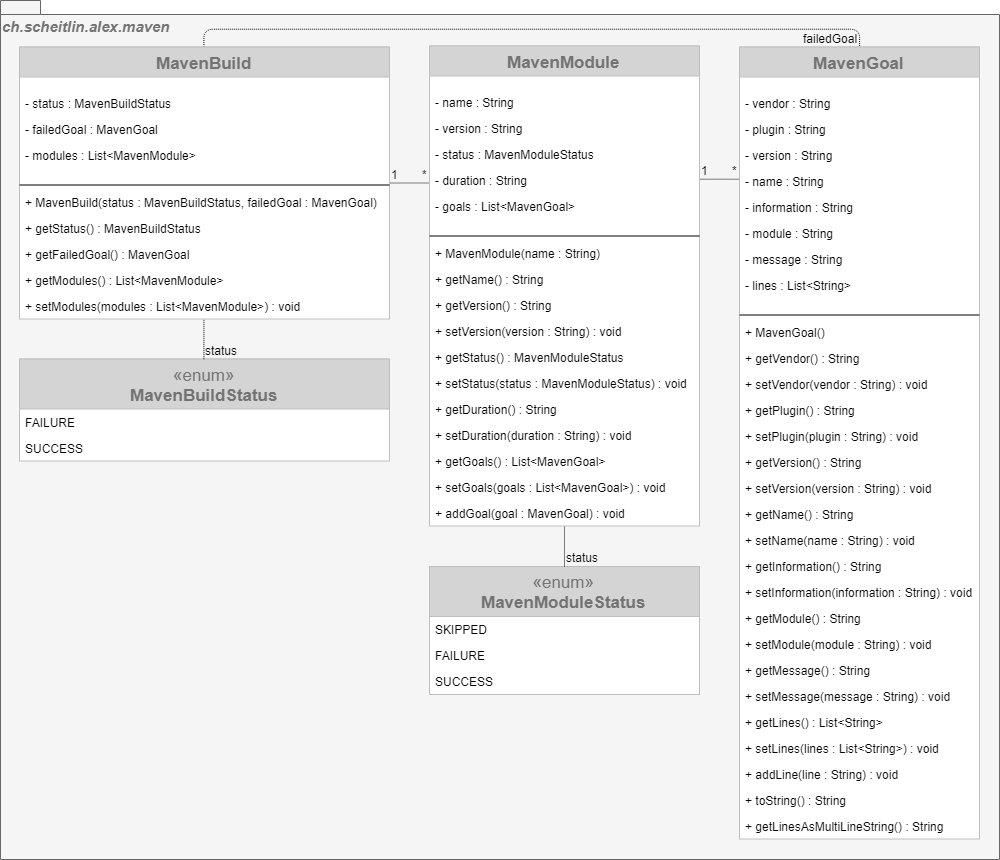 ch.scheitlin.alex.maven
failedGoal
MavenBuild
- status : MavenBuildStatus
- failedGoal : MavenGoal
- modules : List<MavenModule>
+ MavenBuild(status : MavenBuildStatus, failedGoal : MavenGoal)
+ getStatus() : MavenBuildStatus
+ getFailedGoal() : MavenGoal
+ getModules() : List<MavenModule>
+ setModules(modules : List<MavenModule>) : void
1
*
status
«enum»
MavenBuildStatus
FAILURE
SUCCESS
MavenModule
- name : String
- version : String
- status : MavenModuleStatus
- duration : String
- goals : List<MavenGoal>
+ MavenModule(name : String)
+ getName() : String
+ getVersion() : String
+ setVersion(version : String) : void
+ getStatus() : MavenModuleStatus
+ setStatus(status : MavenModuleStatus) : void
+ getDuration() : String
+ setDuration(duration : String) : void
+ getGoals() : List<MavenGoal>
+ setGoals(goals : List<MavenGoal>) : void
+ addGoal(goal : MavenGoal) : void
1
*
status
«enum»
MavenModuleStatus
SKIPPED
FAILURE
SUCCESS
MavenGoal
- vendor : String
- plugin : String
- version : String
- name : String
- information : String
- module : String
- message : String
- lines : List<String>
+ MavenGoal()
+ getVendor() : String
+ setVendor(vendor : String) : void
+ getPlugin() : String
+ setPlugin(plugin : String) : void
+ getVersion() : String
+ setVersion(version : String) : void
+ getName() : String
+ setName(name : String) : void
+ getInformation() : String
+ setInformation(information : String) : void
+ getModule() : String
+ setModule(module : String) : void
+ getMessage() : String
+ setMessage(message : String) : void
+ getLines() : List<String>
+ setLines(lines : List<String>) : void
+ addLine(line : String) : void
+ toString() : String
+ getLinesAsMultiLineString() : String